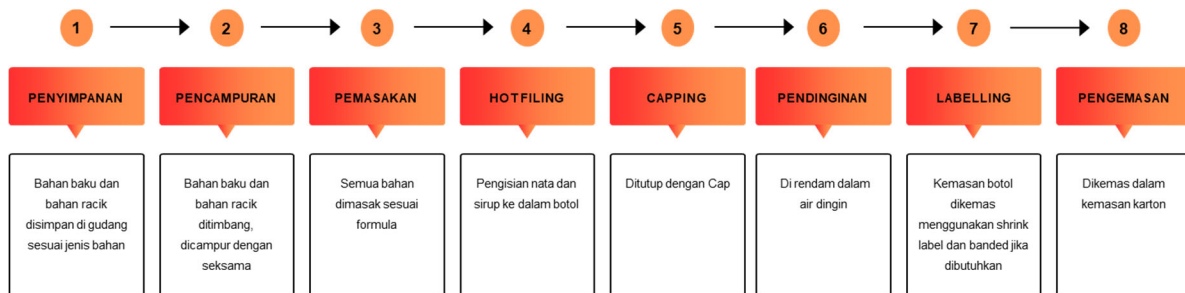 1
2
3
4
5
6
7
8
PENYIMPANAN
PENCAMPURAN
PEMASAKAN
HOTFILING
CAPPING
PENDINGINAN
LABELLING
PENGEMASAN
Bahan baku dan
bahan racik
disimpan di gudang
sesuai jenis bahan
Bahan baku dan
bahan racik
ditimbang,
dicampur dengan
seksama
Semua bahan
dimasak sesuai
formula
Pengisian nata dan
sirup ke dalam botol
Ditutup dengan Cap
Di rendam dalam
air dingin
Kemasan botol
dikemas
menggunakan shrink
label dan banded jika
dibutuhkan
Dikemas dalam
kemasan karton